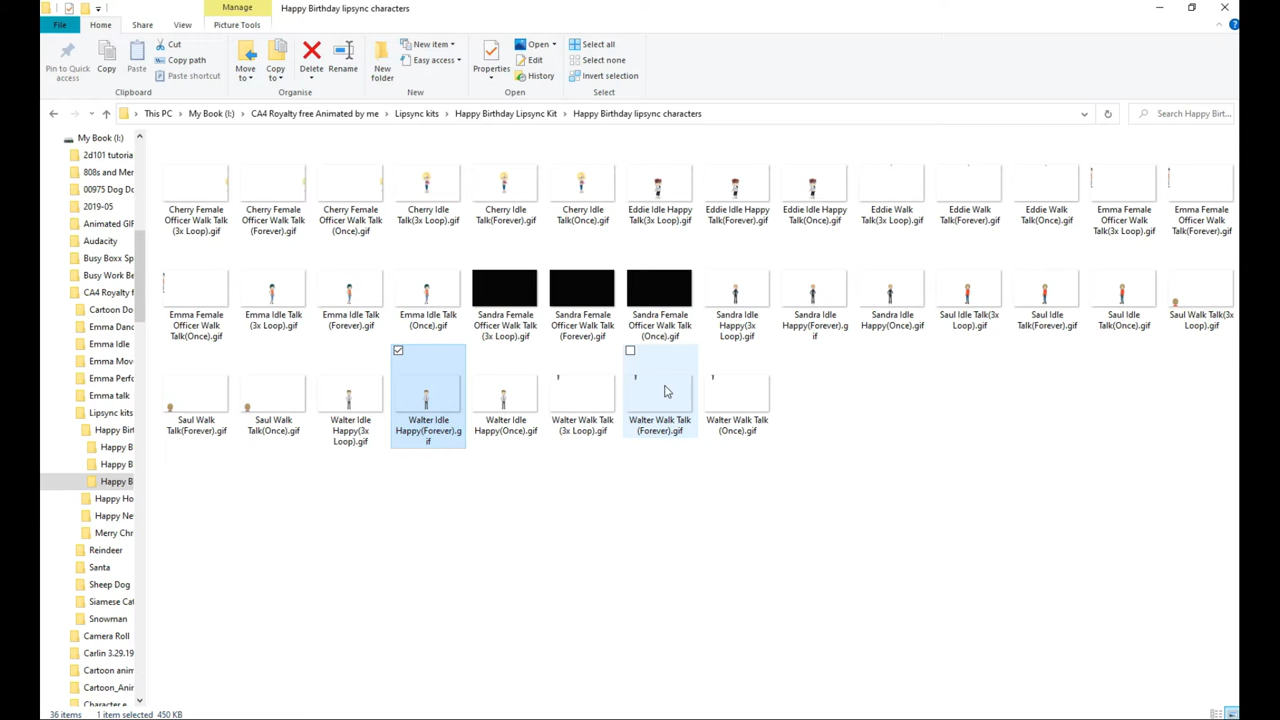 Manage
Happy Birthday lipsync characters
File
Home
Share
View
Picture Tools
Pin to Quick
access
Copy
Paste
Cut
Copy path
Paste shortcut
Clipboard
Move
to
Copy
to
Delete
Rename
Organise
New
folder
New item
Easy access
New
Properties
Open
Edit
History
Open
Select all
Select none
Invert selection
Select
This PC > My Book (I:) > CA4 Royalty free Animated by me > Lipsync kits > Happy Birthday Lipsync Kit > Happy Birthday lipsync characters
Search Happy Birt...
My Book (I:)
2d101 tutoria
808s and Mer
00975 Dog Do
2019-05
Animated GIF
Audacity
Busy Boxx Sp
Busy Work Be
CA4 Royalty f
Cartoon Do
Emma Danc
Emma Idle
Emma Move
Emma Perfo
Emma talk
Lipsync kits
Happy Birt
Happy B
Happy B
Happy B
Happy Ho
Happy Ne
Merry Chr
Reindeer
Santa
Sheep Dog
Siamese Cat
Snowman
Camera Roll
Carlin 3.29.19
Cartoon anim
Cartoon_Anim
Character e
Cherry Female
Officer Walk Talk
(3x Loop).gif
Cherry Female
Officer Walk Talk
(Forever).gif
Cherry Female
Officer Walk Talk
(Once).gif
Cherry Idle
Talk(3x Loop).gif
Cherry Idle
Talk(Forever).gif
Cherry Idle
Talk(Once).gif
Eddie Idle Happy
Talk(3x Loop).gif
Eddie Idle Happy
Talk(Forever).gif
Eddie Idle Happy
Talk(Once).gif
Eddie Walk
Talk(3x Loop).gif
Eddie Walk
Talk(Forever).gif
Eddie Walk
Talk(Once).gif
Emma Female
Officer Walk
Talk(3x Loop).gif
Emma Female
Officer Walk
Talk(Forever).gif
Emma Female
Officer Walk
Talk(Once).gif
Emma Idle Talk
(3x Loop).gif
Emma Idle Talk
(Forever).gif
Emma Idle Talk
(Once).gif
Sandra Female
Officer Walk
Talk(3x Loop).gif
Sandra Female
Officer Walk
Talk(Forever).gif
Sandra Female
Officer Walk Talk
(Once).gif
Sandra Idle
Happy(3x
Loop).gif
Sandra Idle
Happy(Forever).g
if
Sandra Idle
Happy(Once).gif
Saul Idle Talk(3x
Loop).gif
Saul Idle
Talk(Forever).gif
Saul Idle
Talk(Once).gif
Saul Walk Talk(3x
Loop).gif
Saul Walk
Talk(Forever).gif
Saul Walk
Talk(Once).gif
Walter Idle
Happy(3x
Loop).gif
Walter Idle
Happy(Forever).g
if
Walter Idle
Happy(Once).gif
Walter Walk Talk
(3x Loop).gif
Walter Walk Talk
(Forever).gif
Walter Walk Talk
(Once).gif
36 items
1 item selected 450 KB